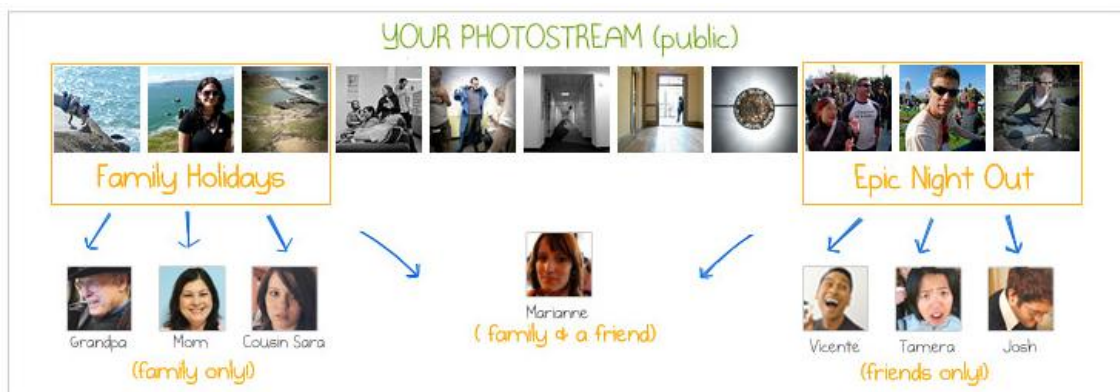 YOUR PHOTOSTREAM (public)
Family Holidays
Epic Night Out
Grandpa
Mom
Cousin Sara
(family only!)
Marianne
( family & a friend)
Vicente
Tamera
Josh
(friends only!)